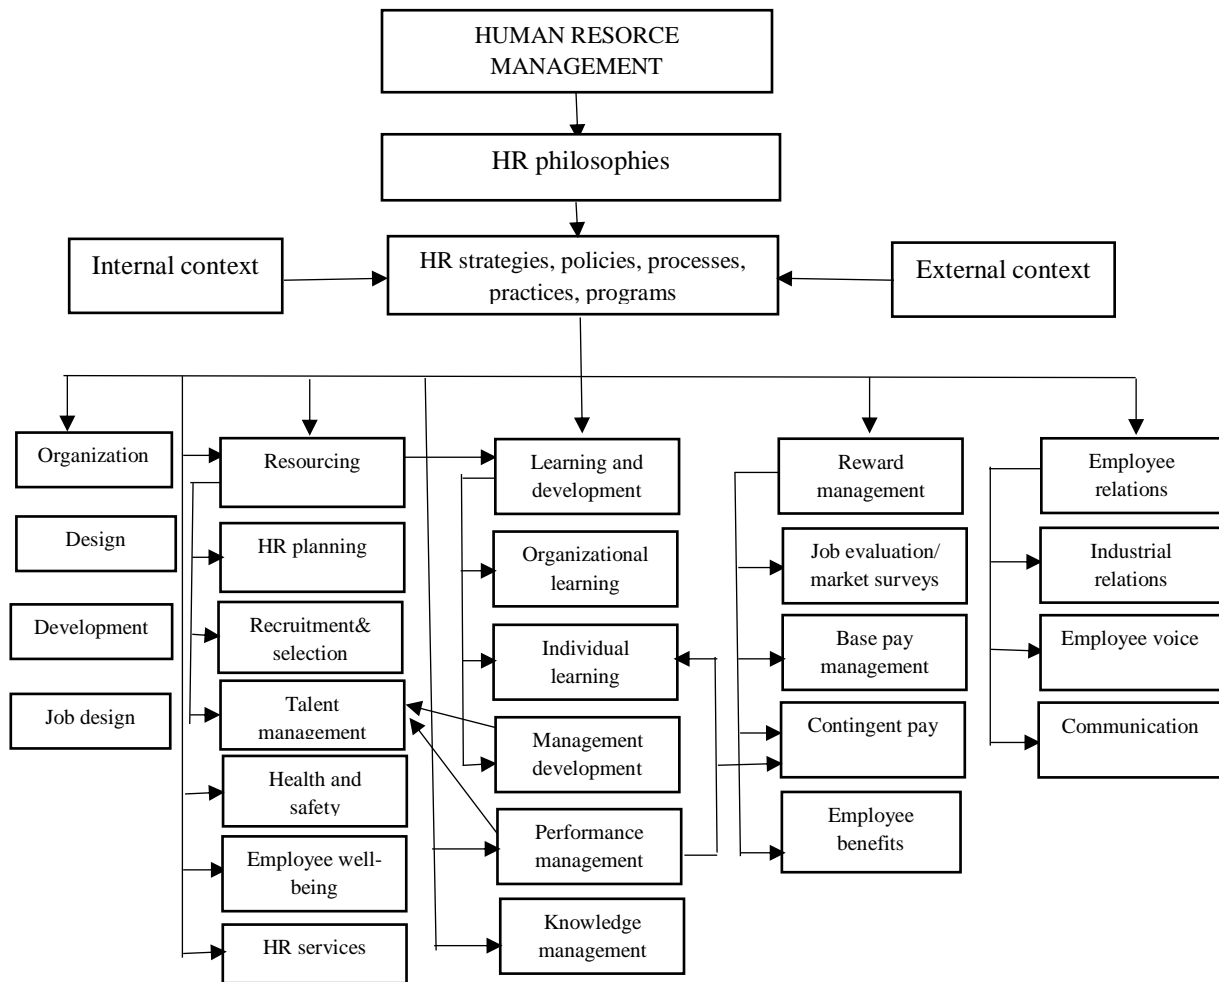 HUMAN RESORCE
MANAGEMENT
HR philosophies
Internal context
HR strategies, policies, processes,
practices, programs
External context
Organization
Design
Development
Job design
Resourcing
HR planning
Recruitment&
selection
Talent
management
Health and
safety
Employee well-
being
HR services
Learning and
development
Organizational
learning
Individual
learning
Management
development
Performance
management
Knowledge
management
Reward
management
Job evaluation/
market surveys
Base pay
management
Contingent pay
Employee
benefits
Employee
relations
Industrial
relations
Employee voice
Communication